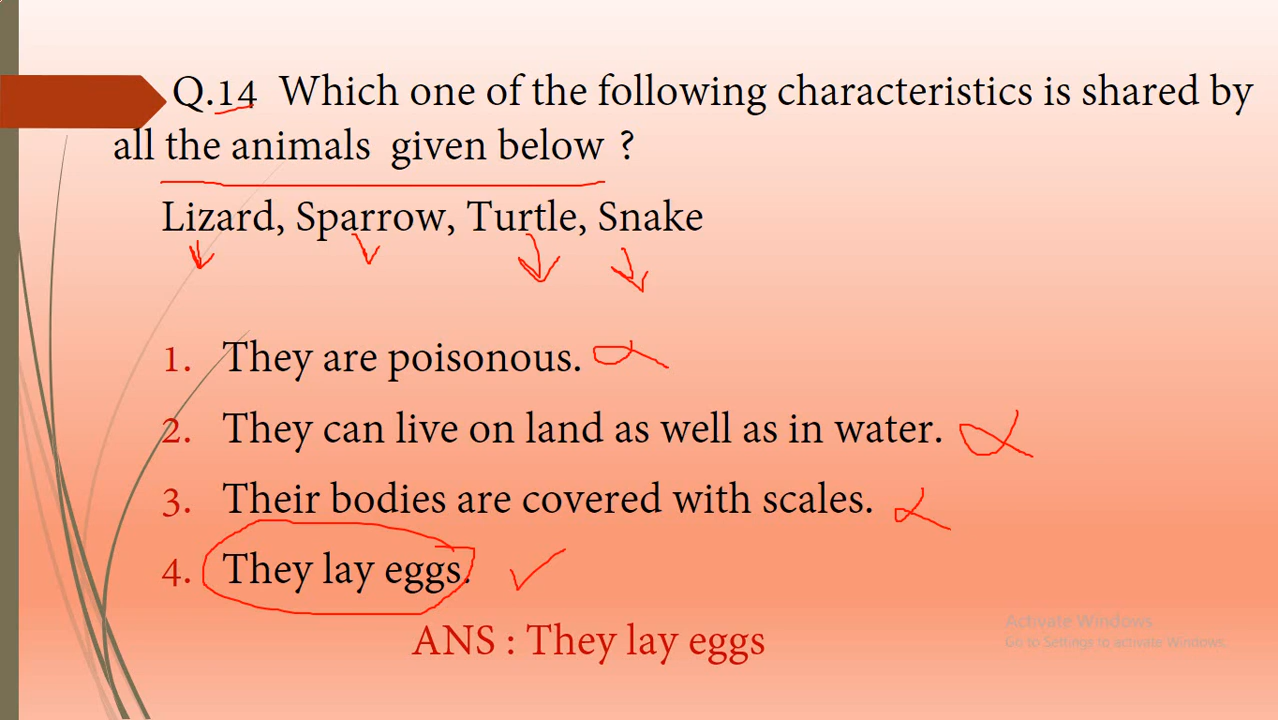 Q.14 Which one of the following characteristics is shared by
all the animals given below ?
Lizard, Sparrow, Turtle, Snake
1. They are poisonous.
2. They can live on land as well as in water.
3. Their bodies are covered with scales.
4. They lay eggs.
ANS : They lay eggs
Activate Windows
Go to Settings to activate Windows.